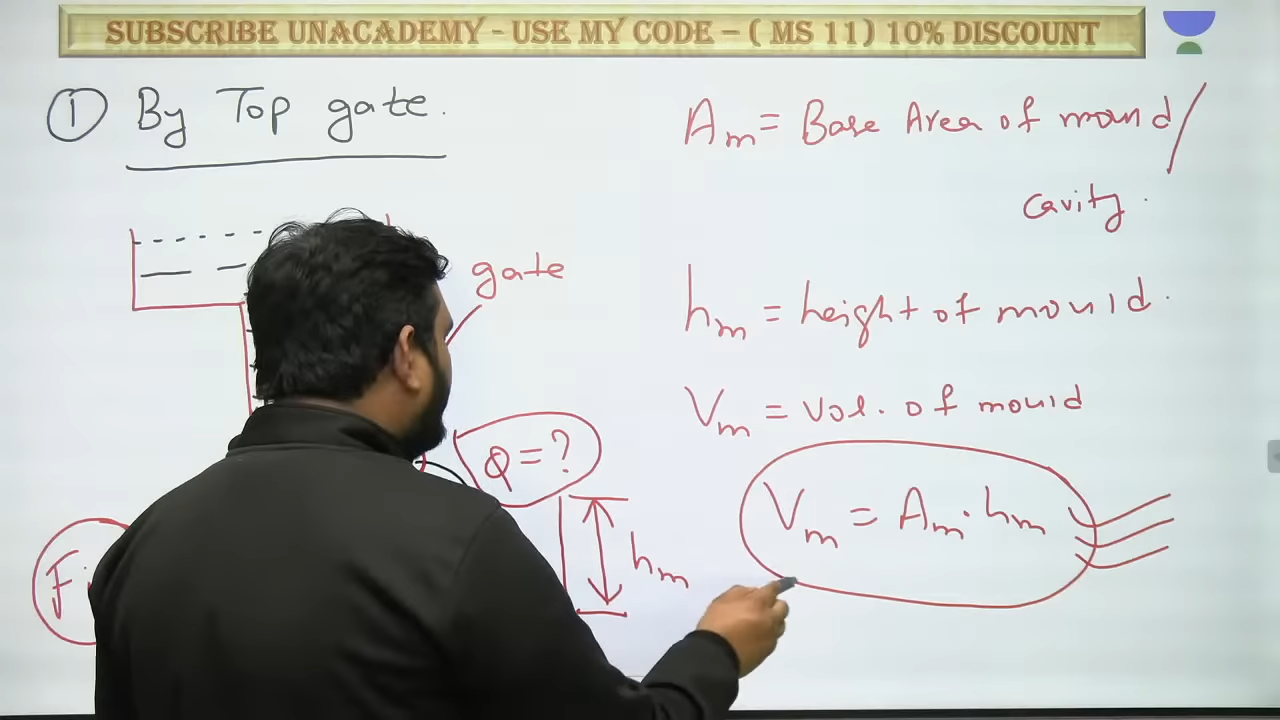 SUBSCRIBE UNACADEMY - USE MY CODE – ( MS 11) 10% DISCOUNT
① By Top gate.
gate
Q = ?
hm
Am = Base Area of mould /
cavity.
hm = height of mould.
Vm = Vol. of mould
Vm = Am. hm